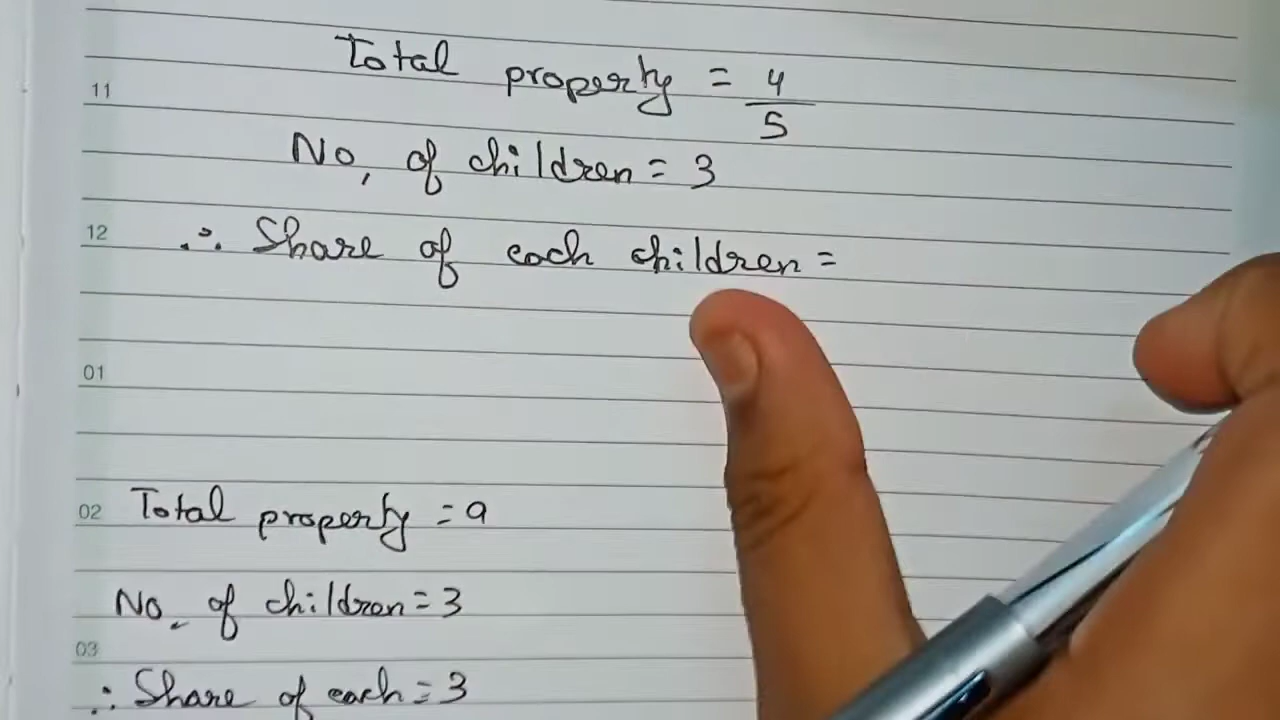 Total property = 4/5
11
No. of children = 3
12
∴ Share of each children =
01
02
Total property = 9
No. of children = 3
03
∴ Share of each = 3